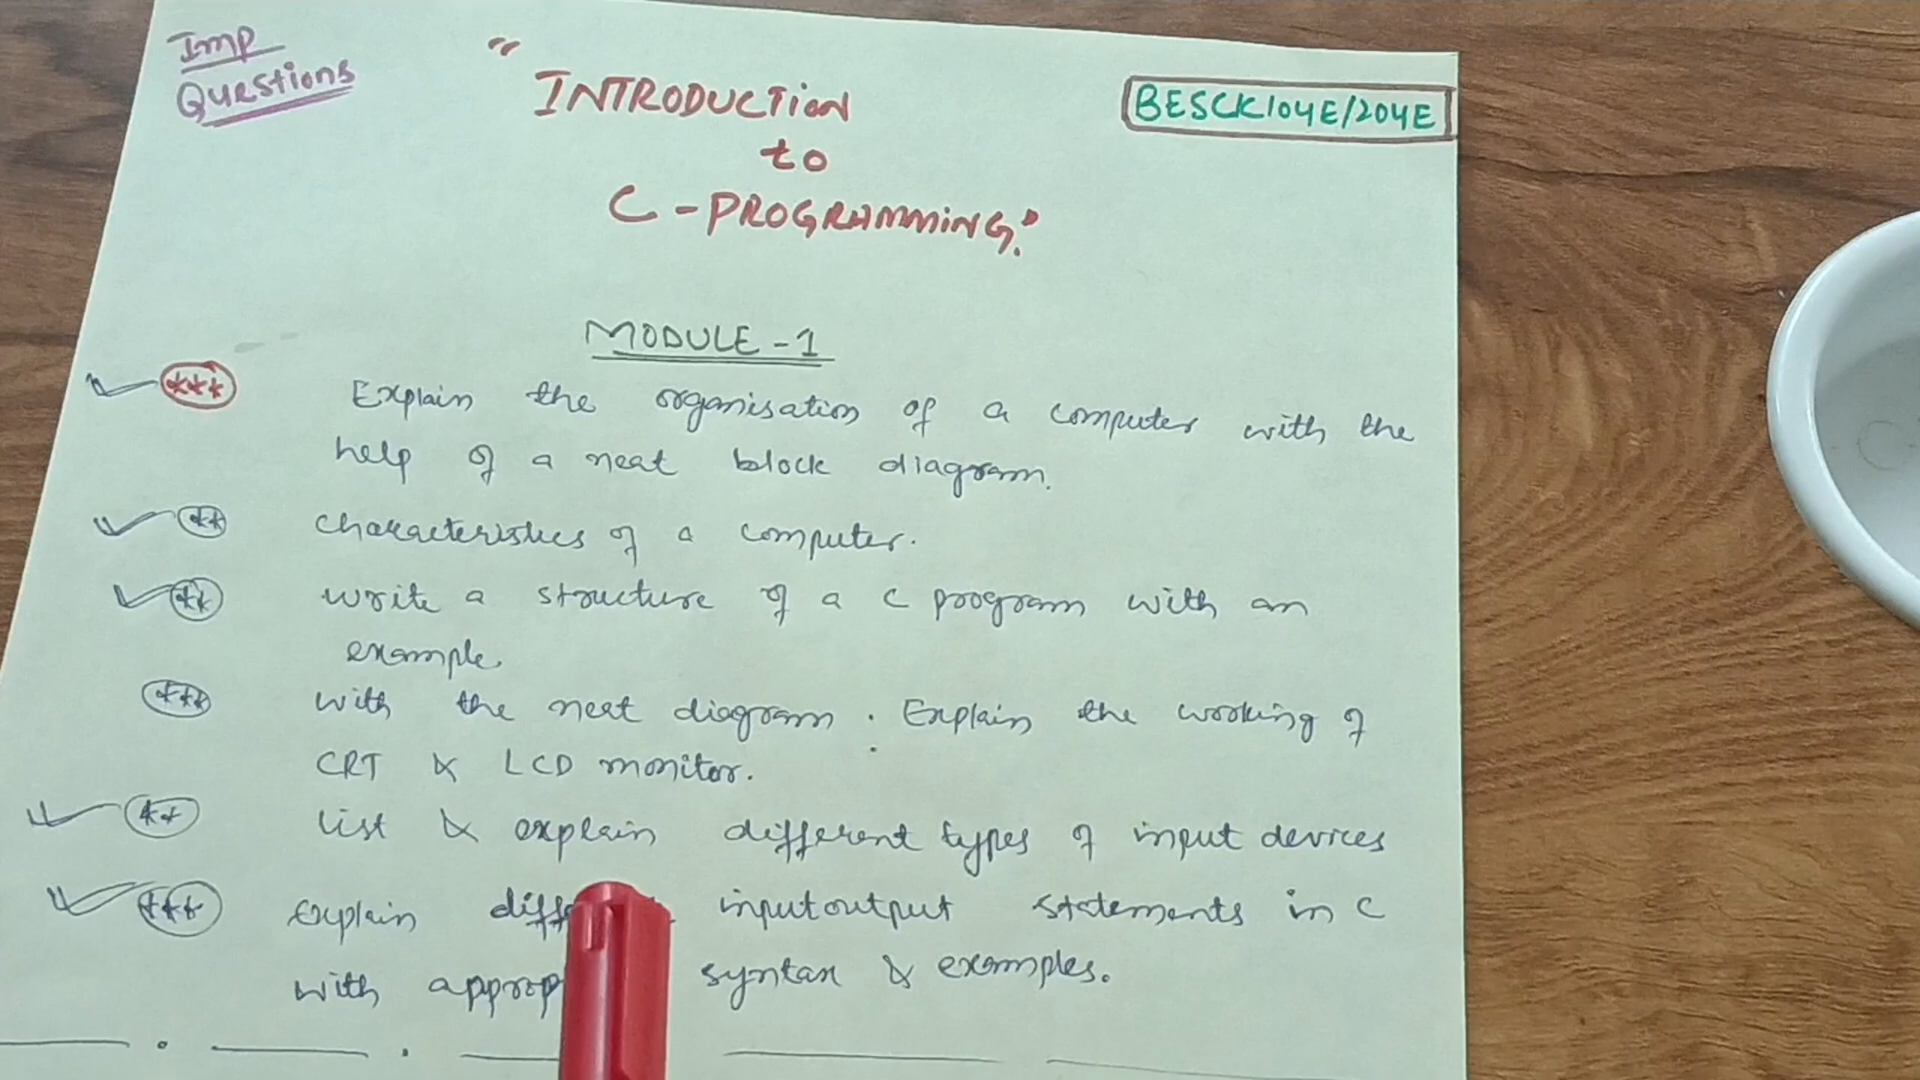 Imp
Questions
"INTRODUCTION
to
C-PROGRAMMING."
BESCK104E/204E
MODULE-1
*** Explain the organisation of a computer with the
help of a neat block diagram.
** characteristics of a computer.
** write a structure of a c program with an
example.
*** with the neat diagram. Explain the working of
CRT & LCD monitor.
** List & explain different types of input devices
*** explain input output statements in C
with syntax & examples.